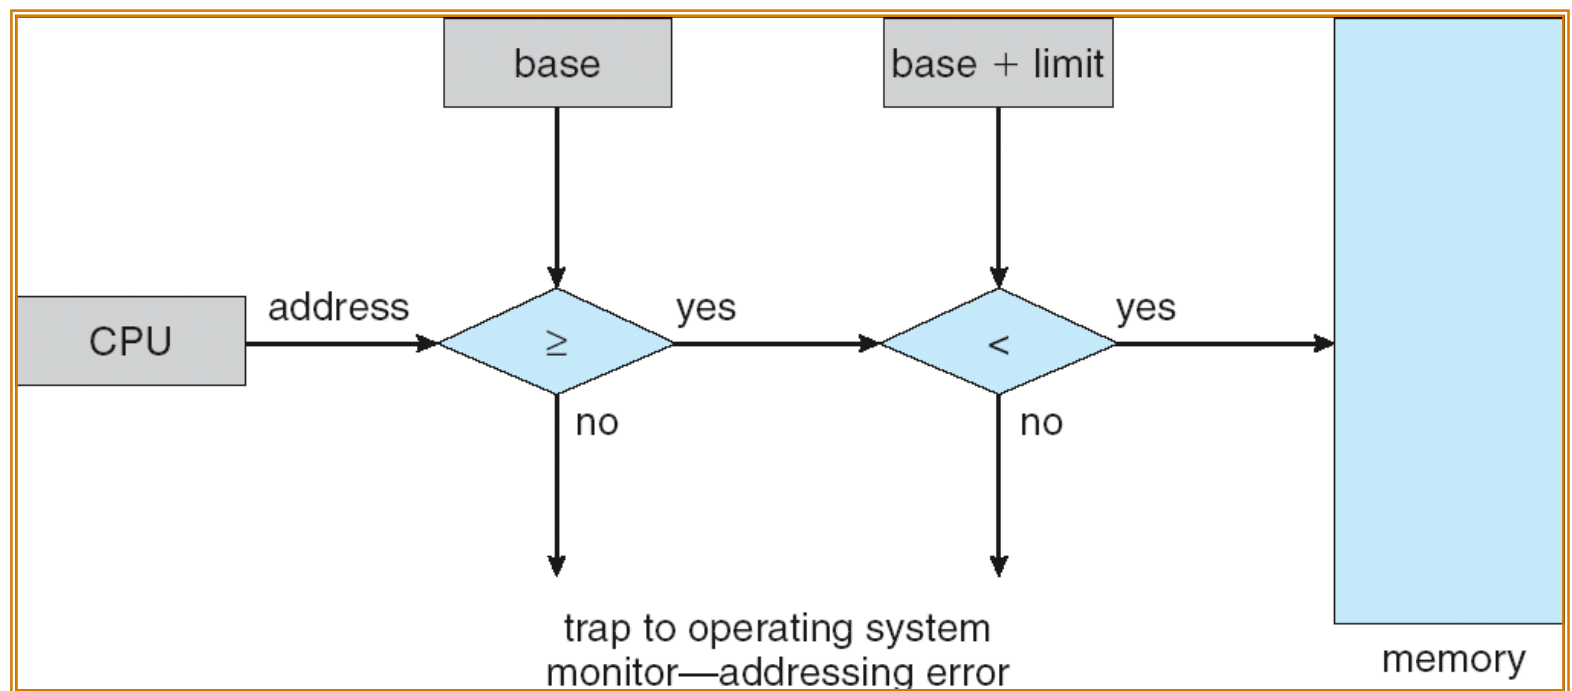 base
base + limit
CPU
address
≥
yes
<
yes
no
no
trap to operating system
monitor—addressing error
memory